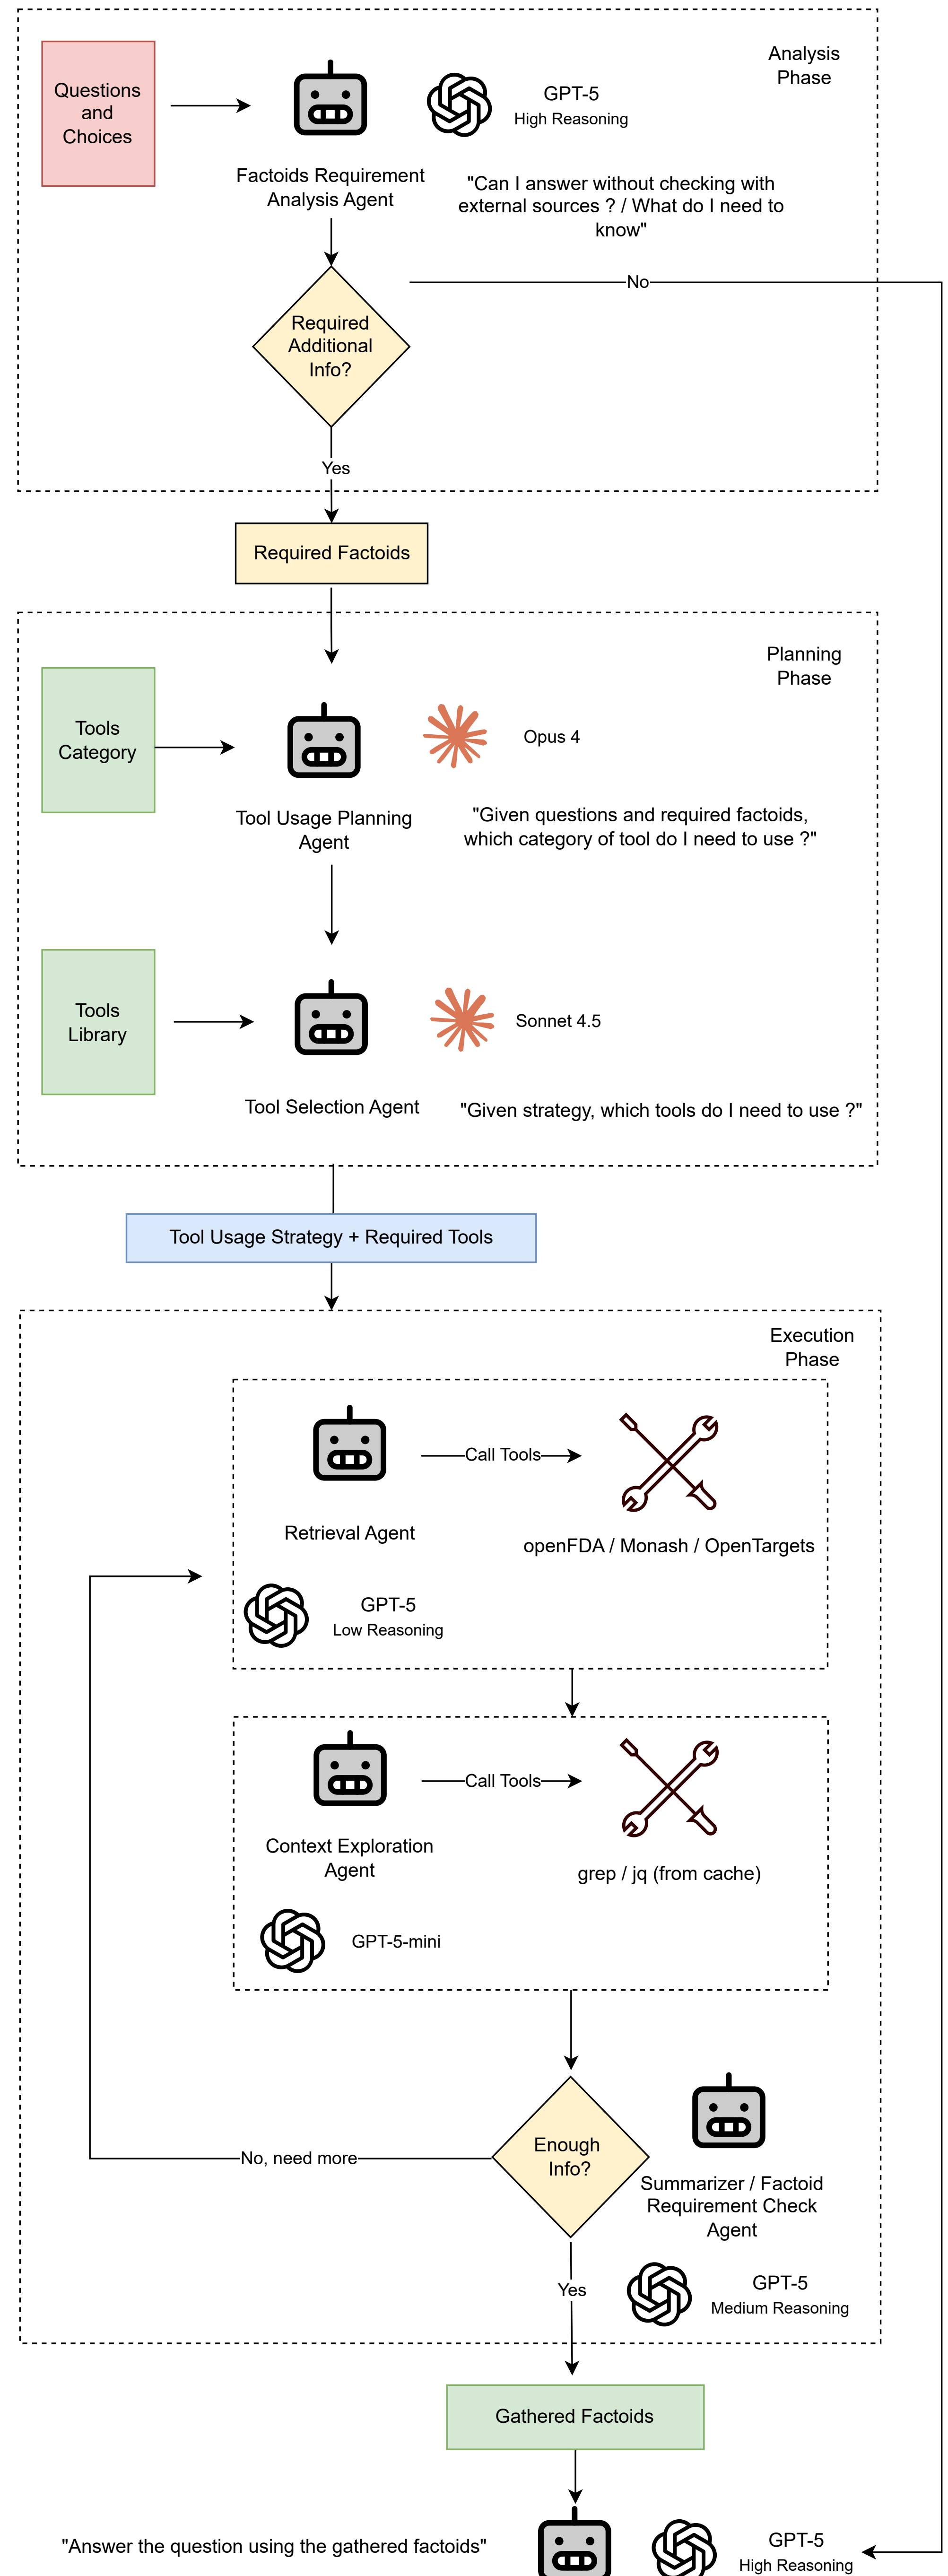 Analysis
Phase
Questions
and
Choices
GPT-5
High Reasoning
Factoids Requirement
Analysis Agent
"Can I answer without checking with
external sources ? / What do I need to
know"
No
Required
Additional
Info?
Yes
Required Factoids
Planning
Phase
Tools
Category
Opus 4
Tool Usage Planning
Agent
"Given questions and required factoids,
which category of tool do I need to use ?"
Tools
Library
Sonnet 4.5
Tool Selection Agent
"Given strategy, which tools do I need to use ?"
Tool Usage Strategy + Required Tools
Execution
Phase
Call Tools
Retrieval Agent
openFDA / Monash / OpenTargets
GPT-5
Low Reasoning
Call Tools
Context Exploration
Agent
grep / jq (from cache)
GPT-5-mini
Enough
Info?
No, need more
Summarizer / Factoid
Requirement Check
Agent
Yes
GPT-5
Medium Reasoning
Gathered Factoids
"Answer the question using the gathered factoids"
GPT-5
High Reasoning